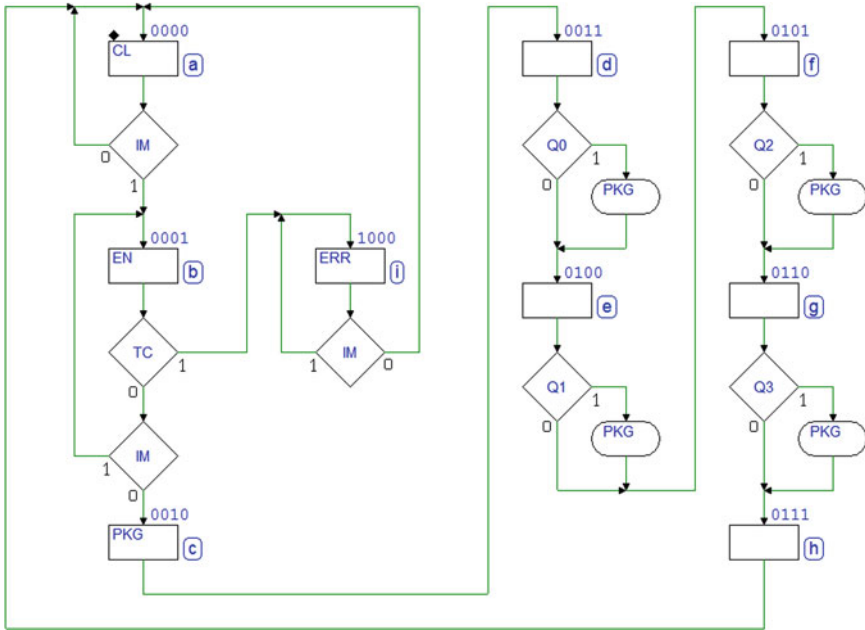 0000
CL
a
IM
0
1
0001
EN
b
TC
1
0
IM
1
0
0010
PKG
c
1000
ERR
i
IM
1
0
0011
d
Q0
1
0
PKG
0100
e
Q1
1
0
PKG
0101
f
Q2
1
0
PKG
0110
g
Q3
1
0
PKG
0111
h